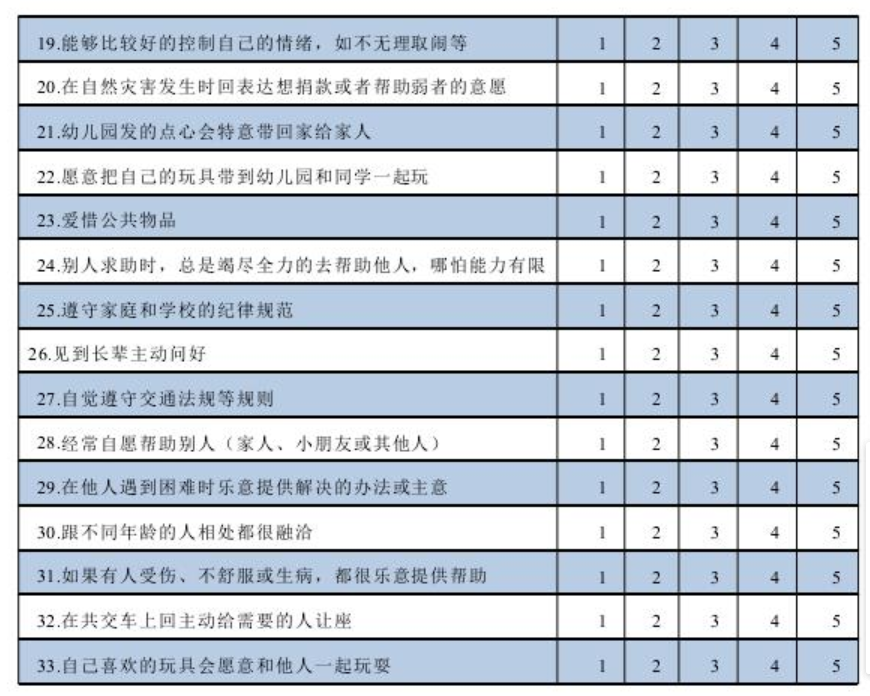 19.能够比较好的控制自己的情绪，如不无理取闹等 1 2 3 4 5
20.在自然灾害发生时回表达想捐款或者帮助弱者的意愿 1 2 3 4 5
21.幼儿园发的点心会特意带回家给家人 1 2 3 4 5
22.愿意把自己的玩具带到幼儿园和同学一起玩 1 2 3 4 5
23.爱惜公共物品 1 2 3 4 5
24.别人求助时，总是竭尽全力的去帮助他人，哪怕能力有限 1 2 3 4 5
25.遵守家庭和学校的纪律规范 1 2 3 4 5
26.见到长辈主动问好 1 2 3 4 5
27.自觉遵守交通法规等规则 1 2 3 4 5
28.经常自愿帮助别人（家人、小朋友或其他人） 1 2 3 4 5
29.在他人遇到困难时乐意提供解决的办法或主意 1 2 3 4 5
30.跟不同年龄的人相处都很融洽 1 2 3 4 5
31.如果有人受伤、不舒服或生病，都很乐意提供帮助 1 2 3 4 5
32.在共交车上回主动给需要的人让座 1 2 3 4 5
33.自己喜欢的玩具会愿意和他人一起玩耍 1 2 3 4 5